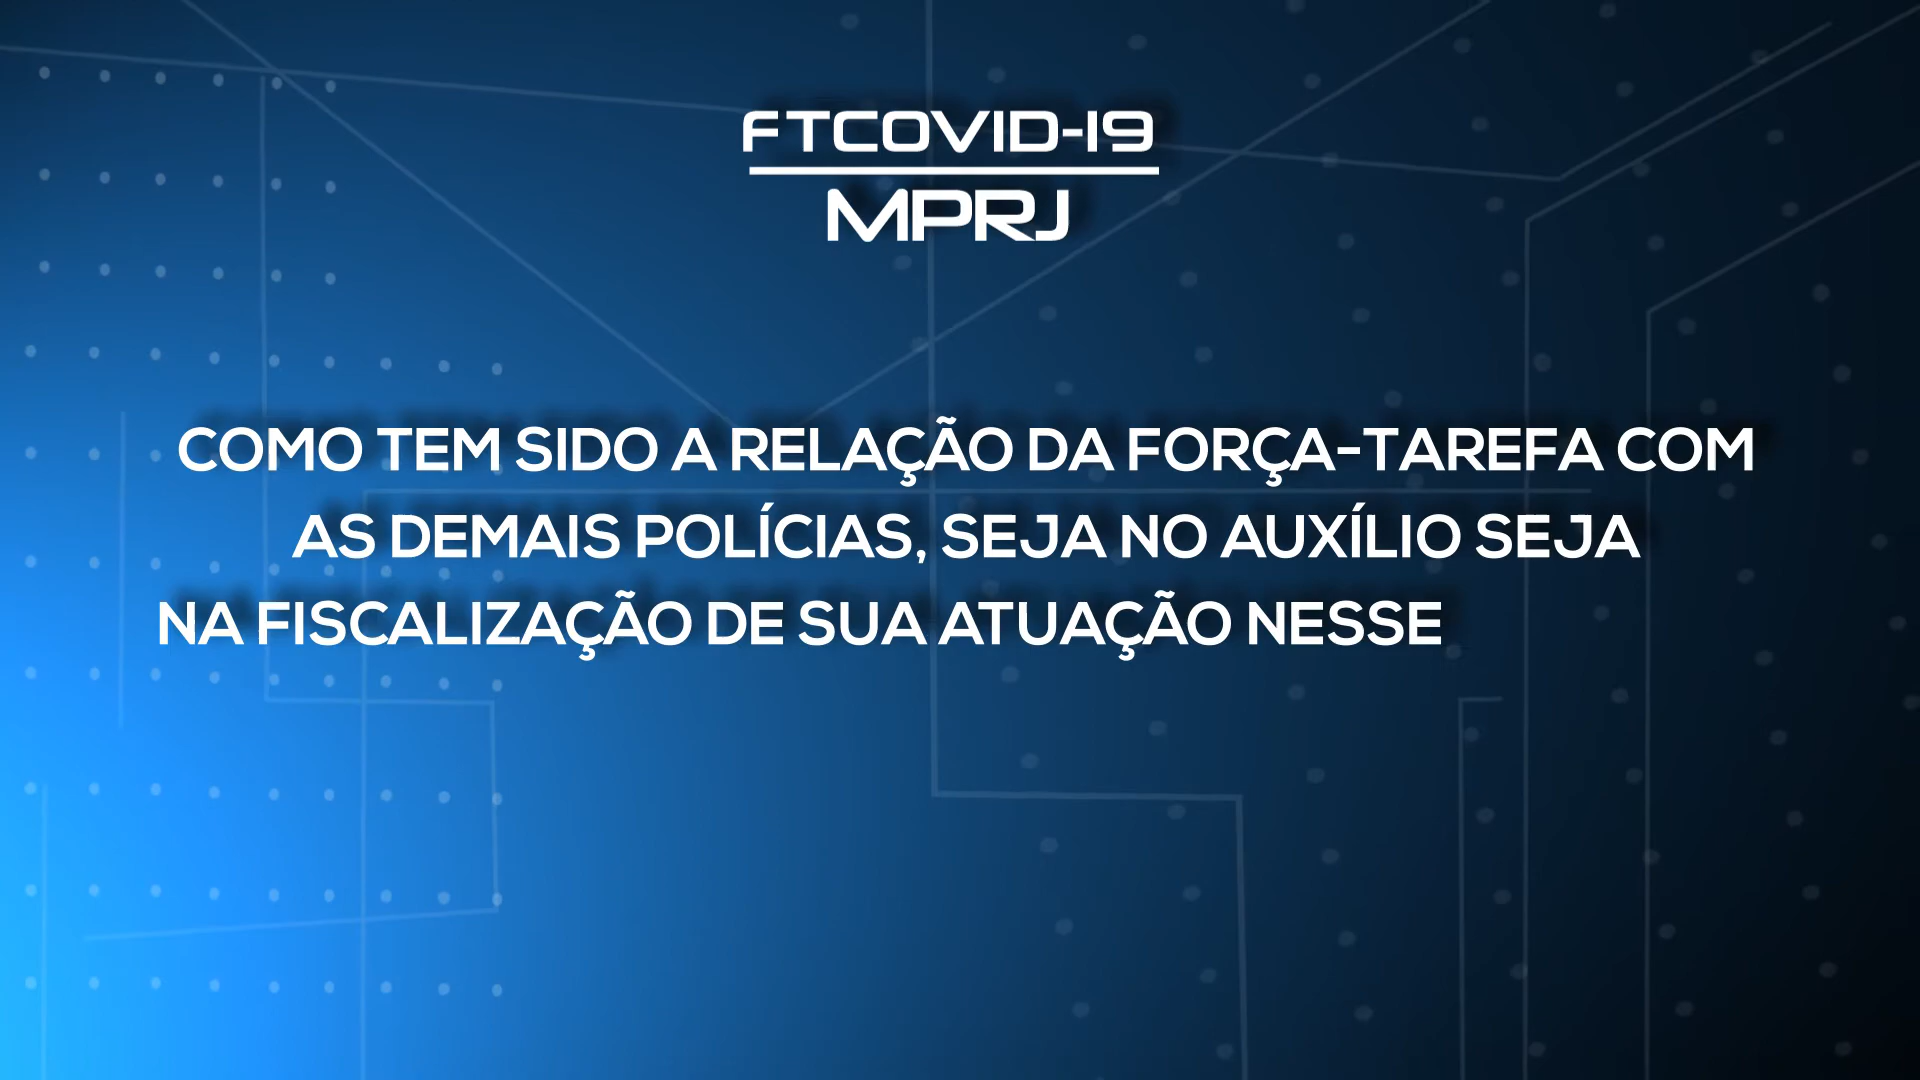 FTCOVID-19
MPRJ
COMO TEM SIDO A RELAÇÃO DA FORÇA-TAREFA COM
AS DEMAIS POLÍCIAS, SEJA NO AUXÍLIO SEJA
NA FISCALIZAÇÃO DE SUA ATUAÇÃO NESSE